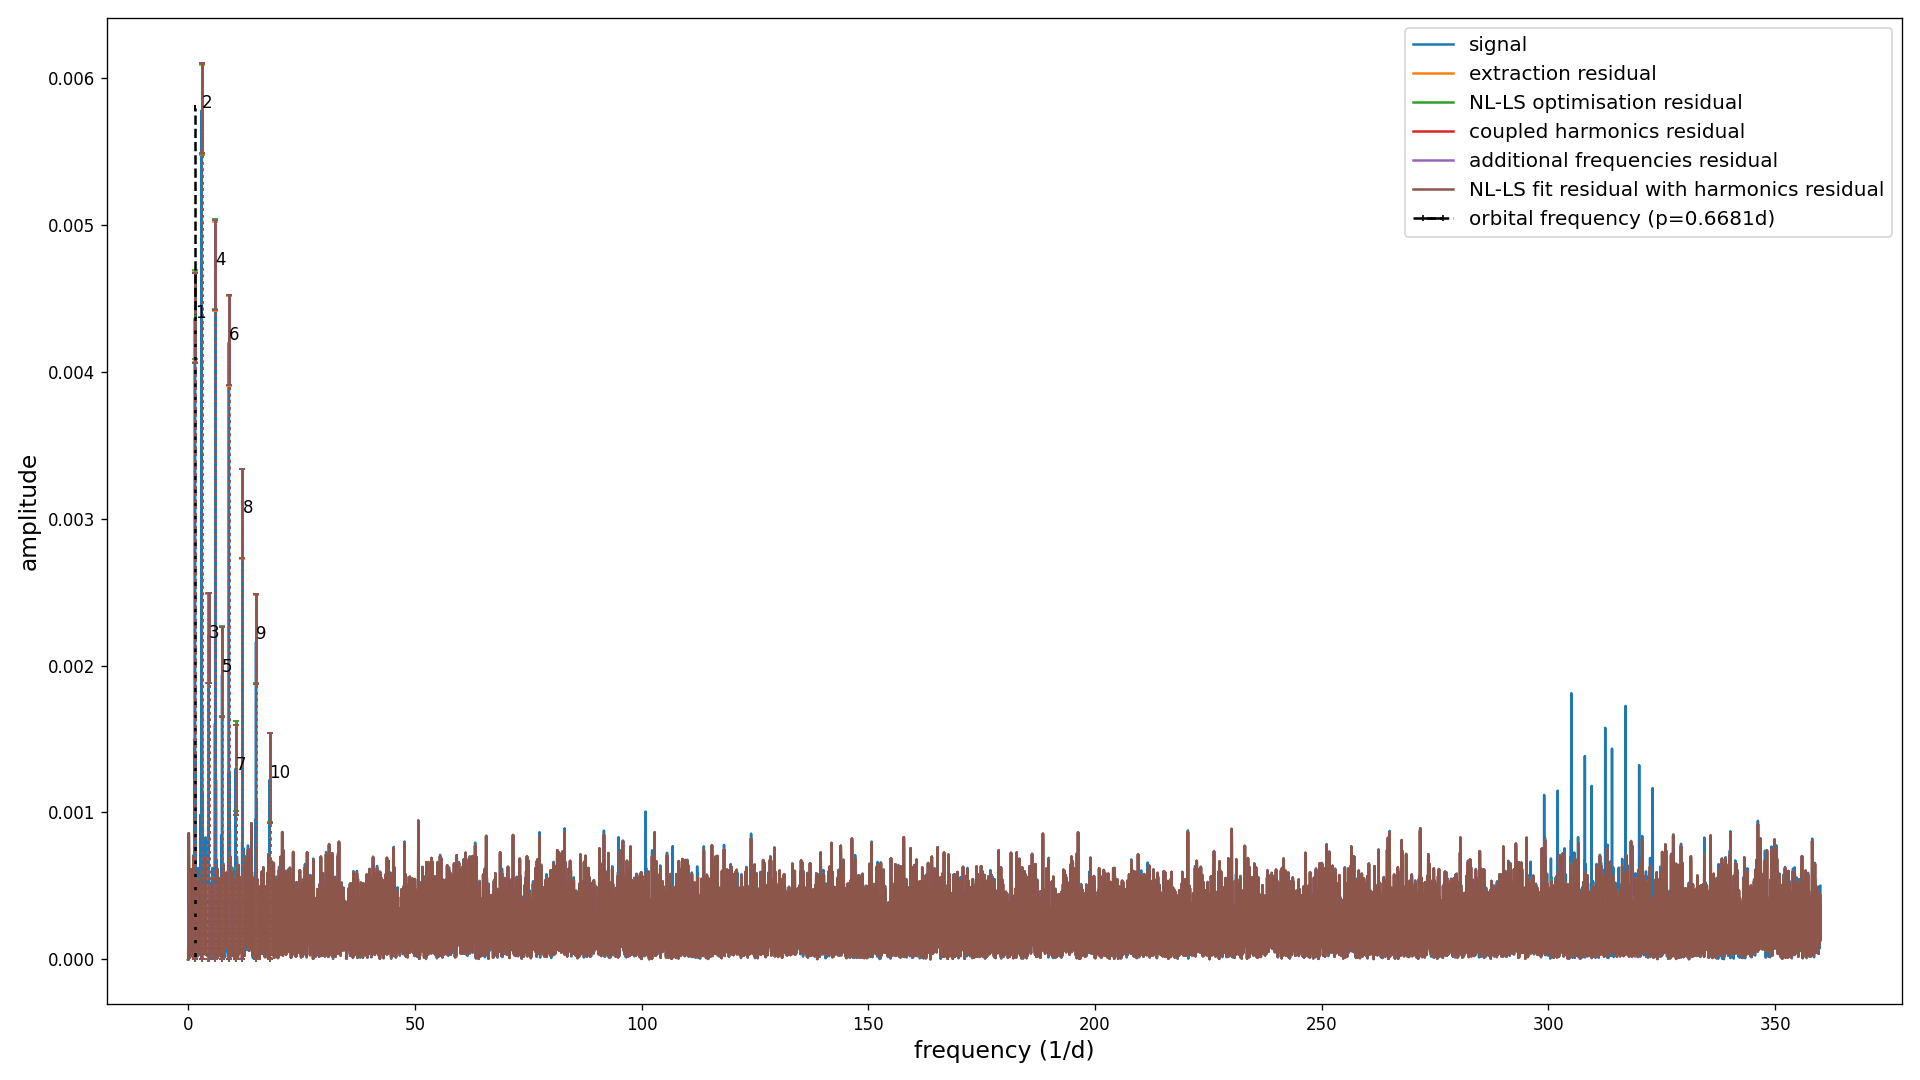 signal
extraction residual
NL-LS optimisation residual
coupled harmonics residual
additional frequencies residual
NL-LS fit residual with harmonics residual
orbital frequency (p=0.6681d)
0.006
0.005
0.004
0.003
0.002
0.001
0.000
amplitude
2
4
1
6
8
3
9
5
7
10
0
50
100
150
200
250
300
350
frequency (1/d)